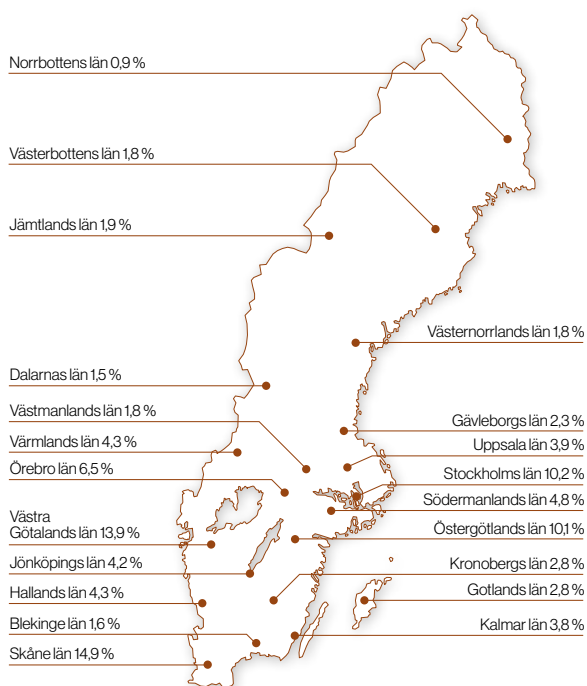 Norrbottens län 0,9 %
Västerbottens län 1,8 %
Jämtlands län 1,9 %
Västernorrlands län 1,8 %
Dalarnas län 1,5 %
Västmanlands län 1,8 %
Gävleborgs län 2,3 %
Värmlands län 4,3 %
Uppsala län 3,9 %
Örebro län 6,5 %
Stockholms län 10,2 %
Södermanlands län 4,8 %
Västra
Götalands län 13,9 %
Östergötlands län 10,1 %
Jönköpings län 4,2 %
Kronobergs län 2,8 %
Hallands län 4,3 %
Gotlands län 2,8 %
Blekinge län 1,6 %
Kalmar län 3,8 %
Skåne län 14,9 %